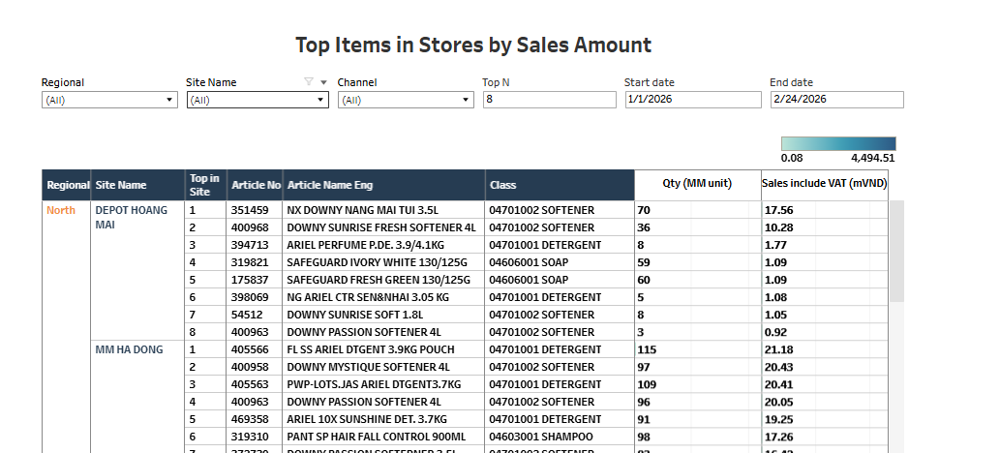 Top Items in Stores by Sales Amount
Regional Site Name Channel Top N Start date End date
(All) (All) (All) 8 1/1/2026 2/24/2026
0.08 4,494.51
Regional Site Name Top in Site Article No Article Name Eng Class Qty (MM unit) Sales include VAT (mVND)
North DEPOT HOANG MAI 1 351459 NX DOWNY NANG MAI TUI 3.5L 04701002 SOFTENER 70 17.56
2 400968 DOWNY SUNRISE FRESH SOFTENER 4L 04701002 SOFTENER 36 10.28
3 394713 ARIEL PERFUME P.DE. 3.9/4.1KG 04701001 DETERGENT 8 1.77
4 319821 SAFEGUARD IVORY WHITE 130/125G 04606001 SOAP 59 1.09
5 175837 SAFEGUARD FRESH GREEN 130/125G 04606001 SOAP 60 1.09
6 398069 NG ARIEL CTR SEN&NHAI 3.05 KG 04701001 DETERGENT 5 1.08
7 54512 DOWNY SUNRISE SOFT 1.8L 04701002 SOFTENER 8 1.05
8 400963 DOWNY PASSION SOFTENER 4L 04701002 SOFTENER 3 0.92
MM HA DONG 1 405566 FL SS ARIEL DTGENT 3.9KG POUCH 04701001 DETERGENT 115 21.18
2 400958 DOWNY MYSTIQUE SOFTENER 4L 04701002 SOFTENER 97 20.43
3 405563 PWP-LOTS.JAS ARIEL DTGENT3.7KG 04701001 DETERGENT 109 20.41
4 400963 DOWNY PASSION SOFTENER 4L 04701002 SOFTENER 96 20.05
5 469358 ARIEL 10X SUNSHINE DET. 3.7KG 04701001 DETERGENT 91 19.25
6 319310 PANT SP HAIR FALL CONTROL 900ML 04603001 SHAMPOO 98 17.26